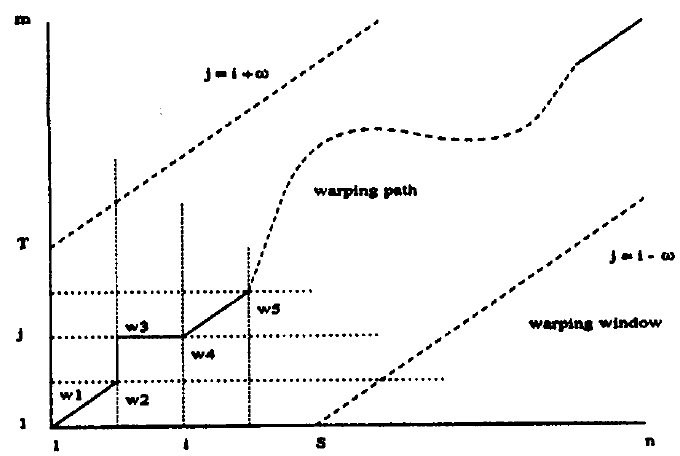 m
j = i + ω
warping path
T
j = i - ω
w5
warping window
w3
j
w4
w1
w2
1
1
i
S
n